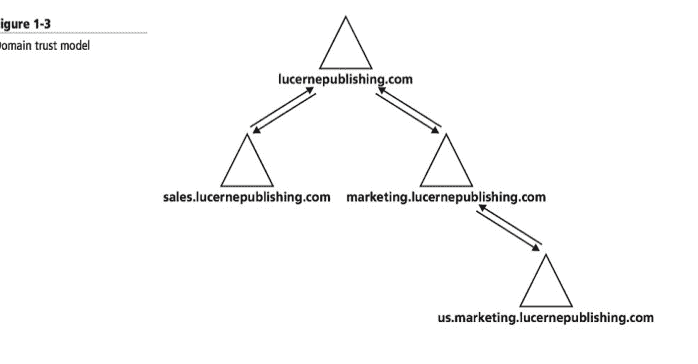 igure 1-3
omain trust model
lucernepublishing.com
sales.lucernepublishing.com marketing.lucernepublishing.com
us.marketing.lucernepublishing.com